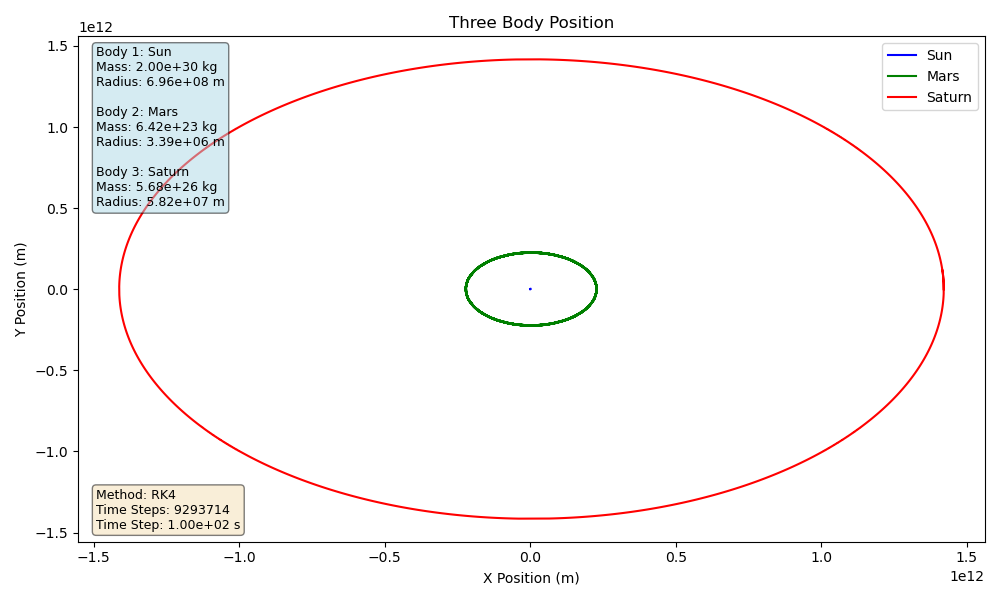 Three Body Position
1e12
Body 1: Sun
Mass: 2.00e+30 kg
Radius: 6.96e+08 m
Body 2: Mars
Mass: 6.42e+23 kg
Radius: 3.39e+06 m
Body 3: Saturn
Mass: 5.68e+26 kg
Radius: 5.82e+07 m
Sun
Mars
Saturn
1.5
1.0
0.5
0.0
−0.5
−1.0
−1.5
Y Position (m)
Method: RK4
Time Steps: 9293714
Time Step: 1.00e+02 s
−1.5
−1.0
−0.5
0.0
0.5
1.0
1.5
X Position (m)
1e12